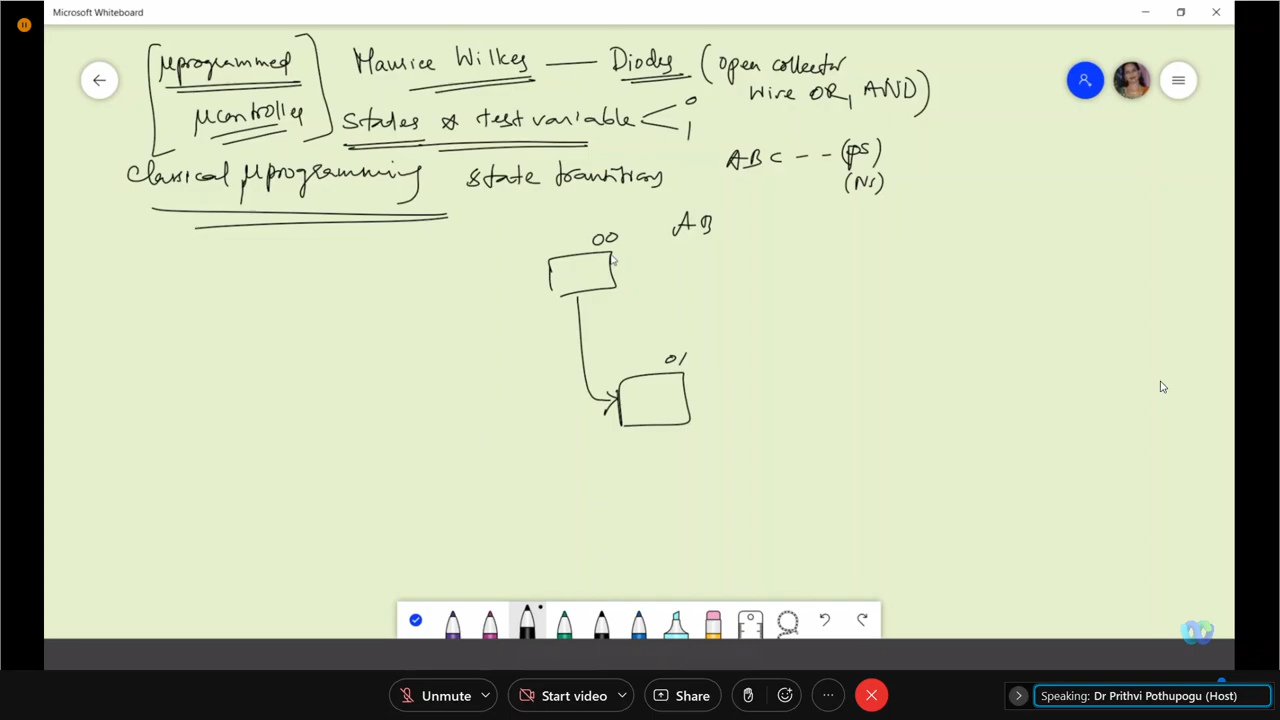 Microsoft Whiteboard
μprogrammed
μcontroller
Maurice Wilkes — Diodes (open collector
wire OR, AND)
States & test variable
0
1
Classical μprogramming
state transitions
ABC - - (PS)
(NS)
AB
00
01
Unmute
Start video
Share
Speaking: Dr Prithvi Pothupogu (Host)